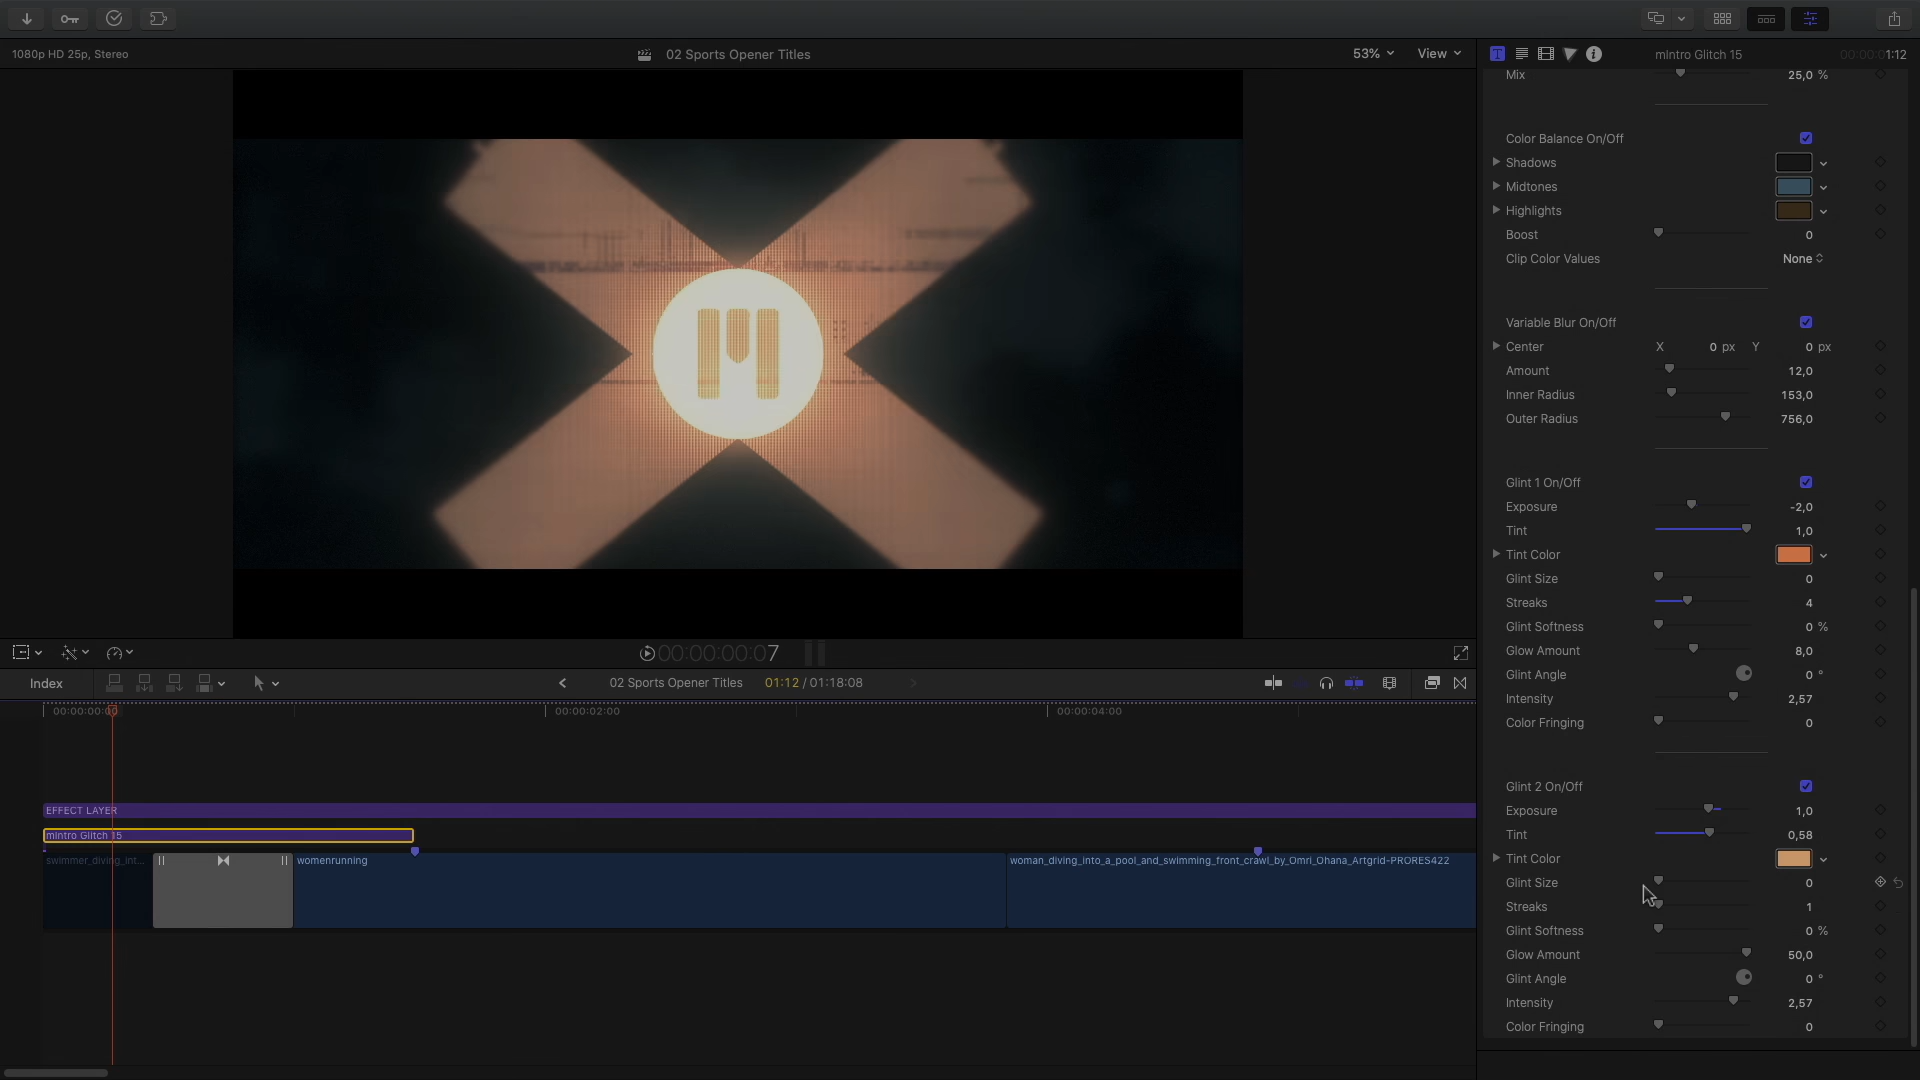 1080p HD 25p, Stereo
02 Sports Opener Titles
53%
View
mIntro Glitch 15
00:00:01:12
Mix 25,0 %
Color Balance On/Off
Shadows
Midtones
Highlights
Boost 0
Clip Color Values None
Variable Blur On/Off
Center X 0 px Y 0 px
Amount 12,0
Inner Radius 153,0
Outer Radius 756,0
Glint 1 On/Off
Exposure -2,0
Tint 1,0
Tint Color
Glint Size 0
Streaks 4
Glint Softness 0 %
Glow Amount 8,0
Glint Angle 0 °
Intensity 2,57
Color Fringing 0
Glint 2 On/Off
Exposure 1,0
Tint 0,58
Tint Color
Glint Size 0
Streaks 1
Glint Softness 0 %
Glow Amount 50,0
Glint Angle 0 °
Intensity 2,57
Color Fringing 0
00:00:00:07
Index
02 Sports Opener Titles
01:12 / 01:18:08
00:00:00:00
00:00:02:00
00:00:04:00
EFFECT LAYER
mIntro Glitch 15
swimmer_diving_int...
womenrunning
woman_diving_into_a_pool_and_swimming_front_crawl_by_Omri_Ohana_Artgrid-PRORES422